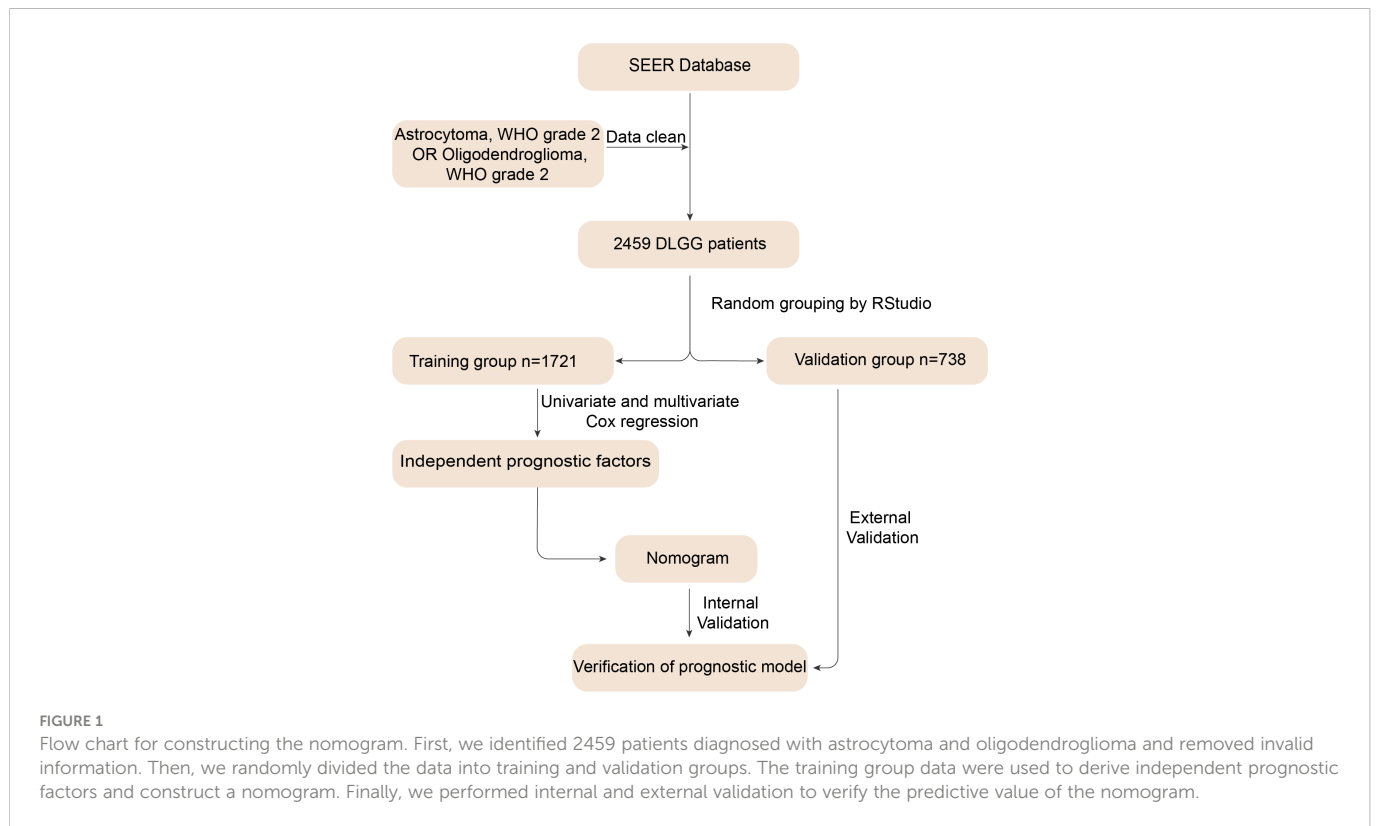 SEER Database
Astrocytoma, WHO grade 2
OR Oligodendroglioma,
WHO grade 2
Data clean
2459 DLGG patients
Random grouping by RStudio
Training group n=1721
Validation group n=738
Univariate and multivariate
Cox regression
Independent prognostic factors
External
Validation
Nomogram
Internal
Validation
Verification of prognostic model
FIGURE 1
Flow chart for constructing the nomogram. First, we identified 2459 patients diagnosed with astrocytoma and oligodendroglioma and removed invalid
information. Then, we randomly divided the data into training and validation groups. The training group data were used to derive independent prognostic
factors and construct a nomogram. Finally, we performed internal and external validation to verify the predictive value of the nomogram.